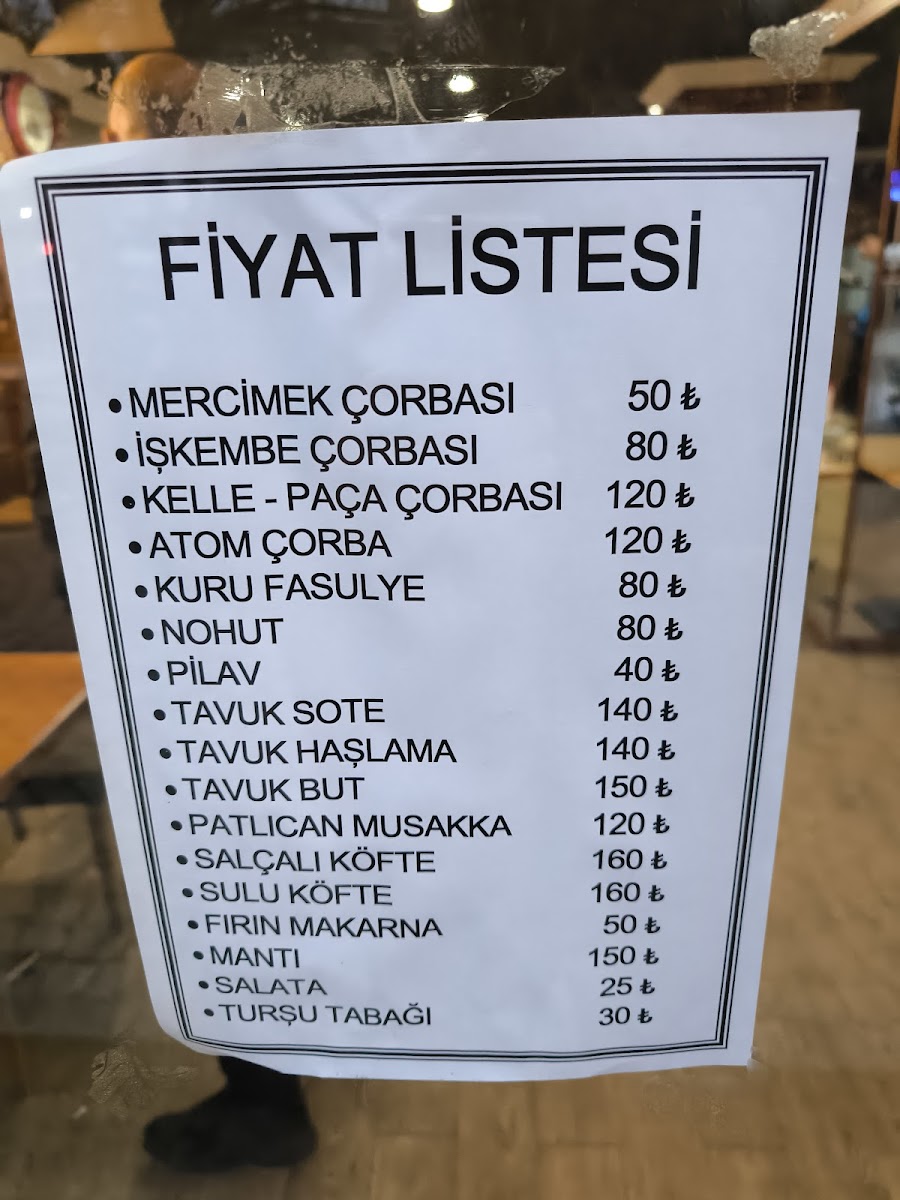 FİYAT LİSTESİ
• MERCİMEK ÇORBASI 50 ₺
• İŞKEMBE ÇORBASI 80 ₺
• KELLE - PAÇA ÇORBASI 120 ₺
• ATOM ÇORBA 120 ₺
• KURU FASULYE 80 ₺
• NOHUT 80 ₺
• PİLAV 40 ₺
• TAVUK SOTE 140 ₺
• TAVUK HAŞLAMA 140 ₺
• TAVUK BUT 150 ₺
• PATLICAN MUSAKKA 120 ₺
• SALÇALI KÖFTE 160 ₺
• SULU KÖFTE 160 ₺
• FIRIN MAKARNA 50 ₺
• MANTI 150 ₺
• SALATA 25 ₺
• TURŞU TABAĞI 30 ₺